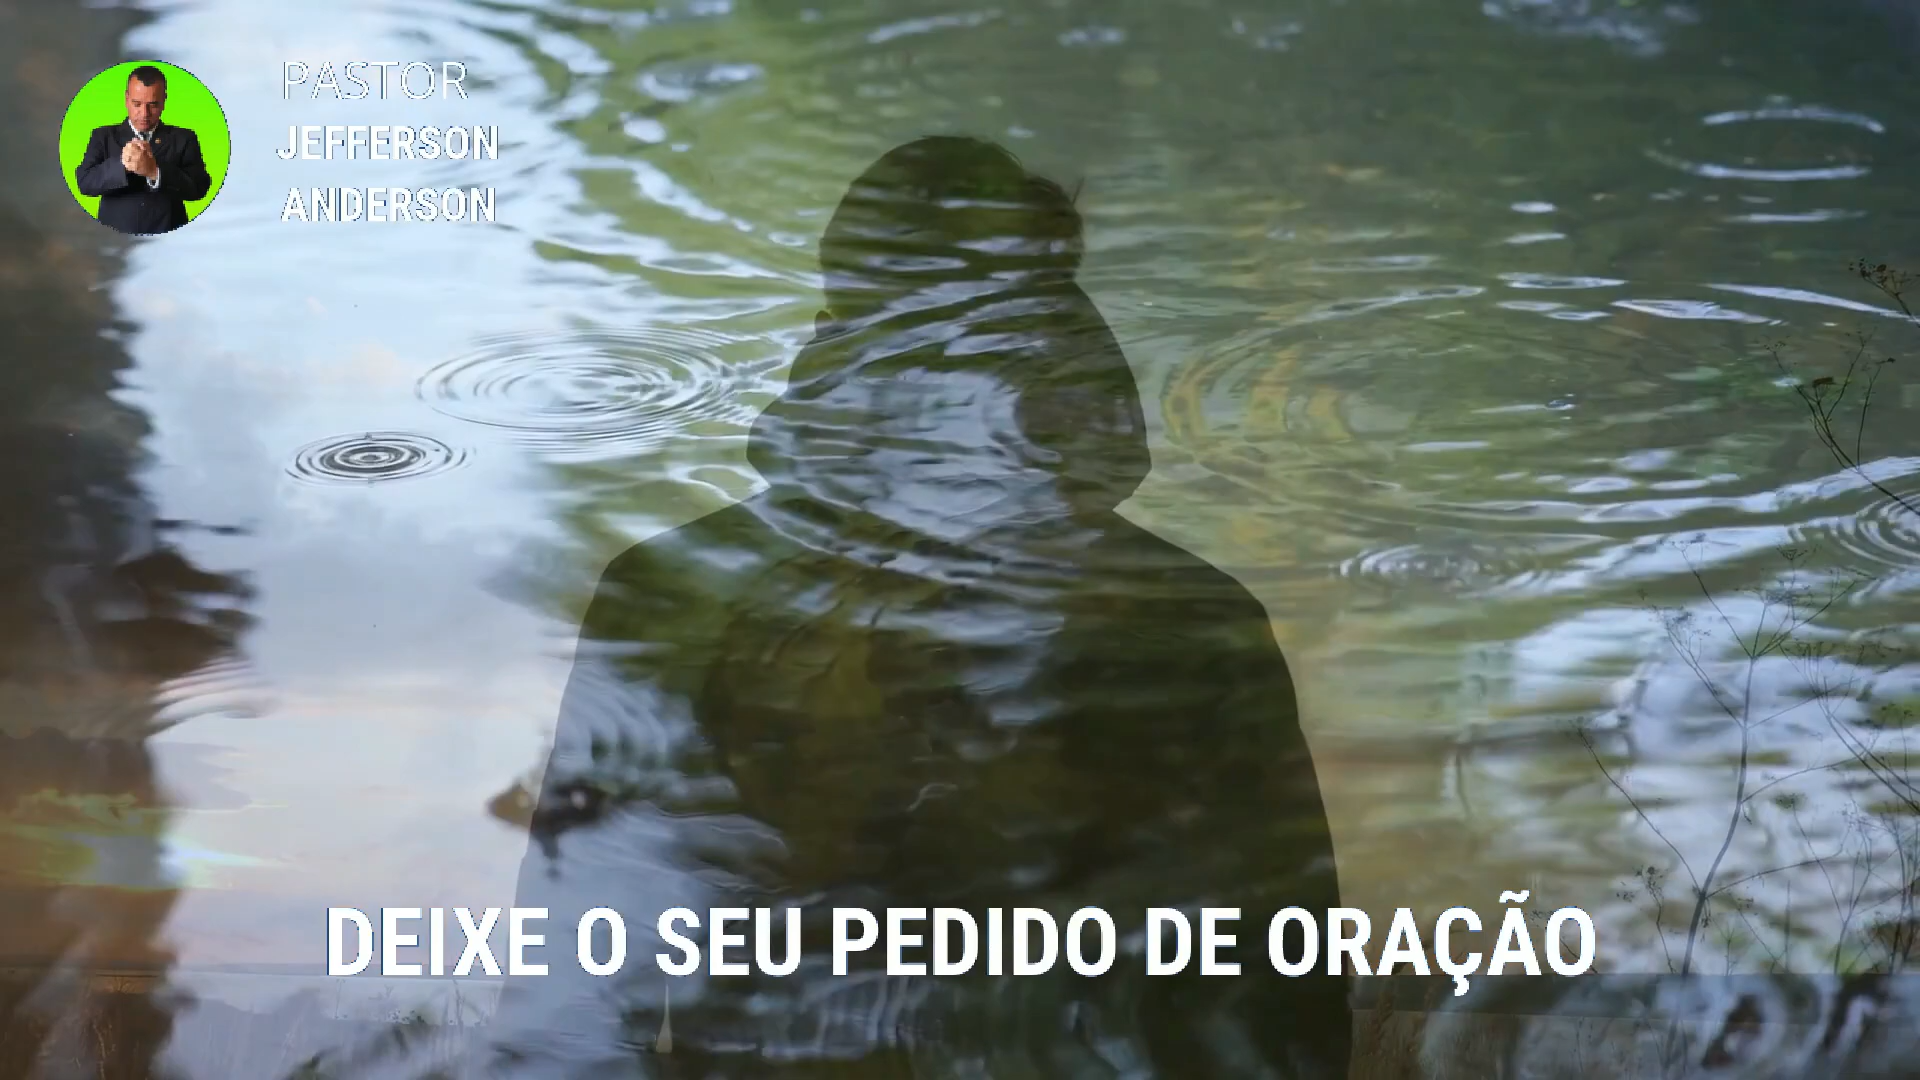 PASTOR
JEFFERSON
ANDERSON
DEIXE O SEU PEDIDO DE ORAÇÃO